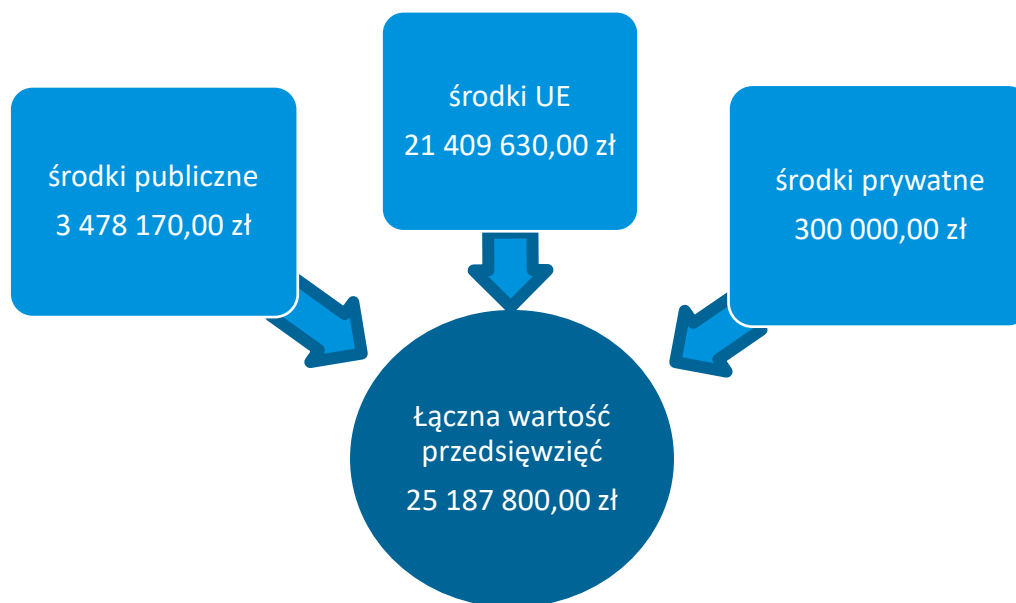 środki publiczne
3 478 170,00 zł
środki UE
21 409 630,00 zł
środki prywatne
300 000,00 zł
Łączna wartość
przedsięwzięć
25 187 800,00 zł